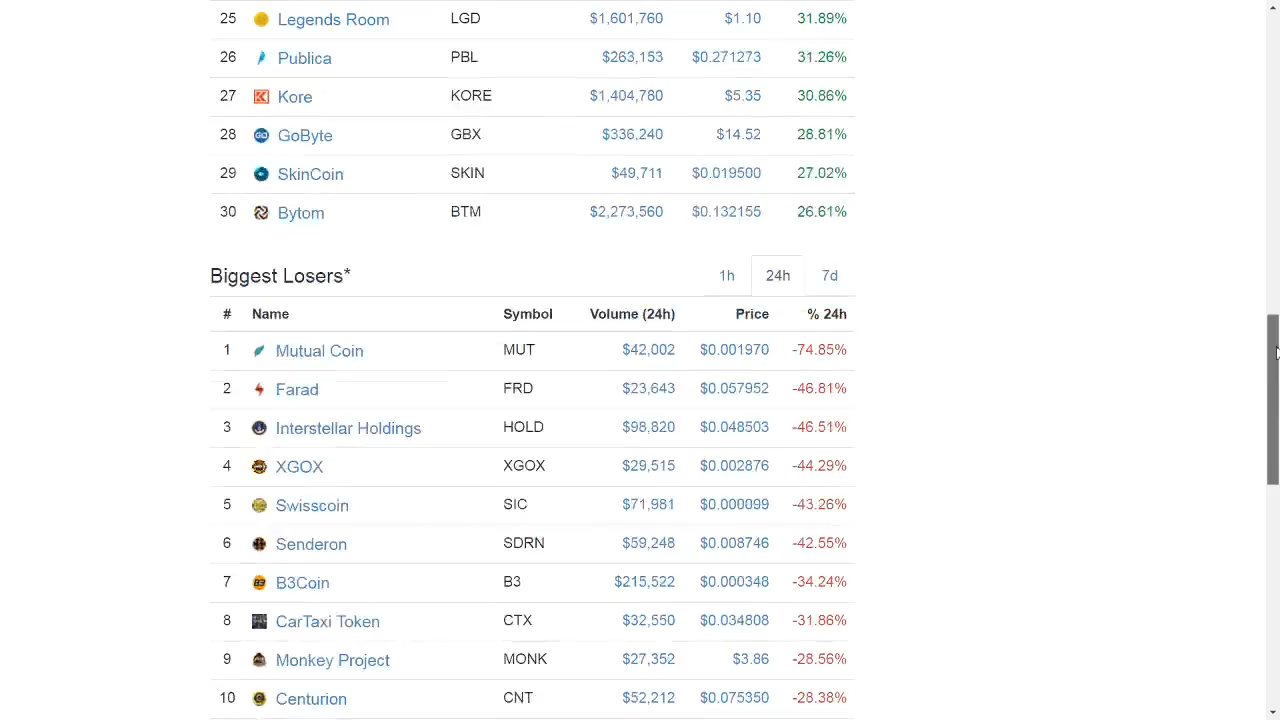 25 Legends Room LGD $1,601,760 $1.10 31.89%
26 Publica PBL $263,153 $0.271273 31.26%
27 Kore KORE $1,404,780 $5.35 30.86%
28 GoByte GBX $336,240 $14.52 28.81%
29 SkinCoin SKIN $49,711 $0.019500 27.02%
30 Bytom BTM $2,273,560 $0.132155 26.61%
Biggest Losers* 1h 24h 7d
# Name Symbol Volume (24h) Price % 24h
1 Mutual Coin MUT $42,002 $0.001970 -74.85%
2 Farad FRD $23,643 $0.057952 -46.81%
3 Interstellar Holdings HOLD $98,820 $0.048503 -46.51%
4 XGOX XGOX $29,515 $0.002876 -44.29%
5 Swisscoin SIC $71,981 $0.000099 -43.26%
6 Senderon SDRN $59,248 $0.008746 -42.55%
7 B3Coin B3 $215,522 $0.000348 -34.24%
8 CarTaxi Token CTX $32,550 $0.034808 -31.86%
9 Monkey Project MONK $27,352 $3.86 -28.56%
10 Centurion CNT $52,212 $0.075350 -28.38%